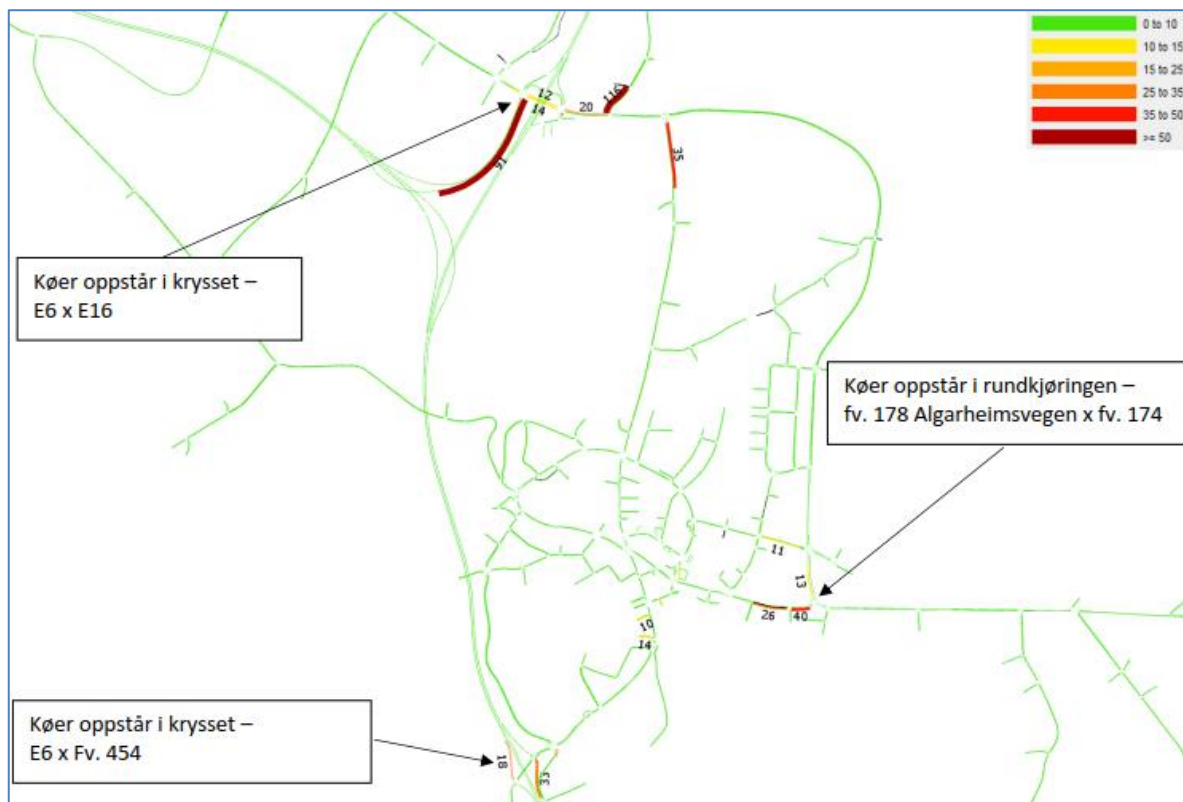 0 to 10
10 to 15
15 to 25
25 to 35
35 to 50
>= 50
12
14
20
116
35
91
Køer oppstår i krysset –
E6 x E16
Køer oppstår i rundkjøringen –
fv. 178 Algarheimsvegen x fv. 174
11
13
26
40
10
14
Køer oppstår i krysset –
E6 x Fv. 454
18
33